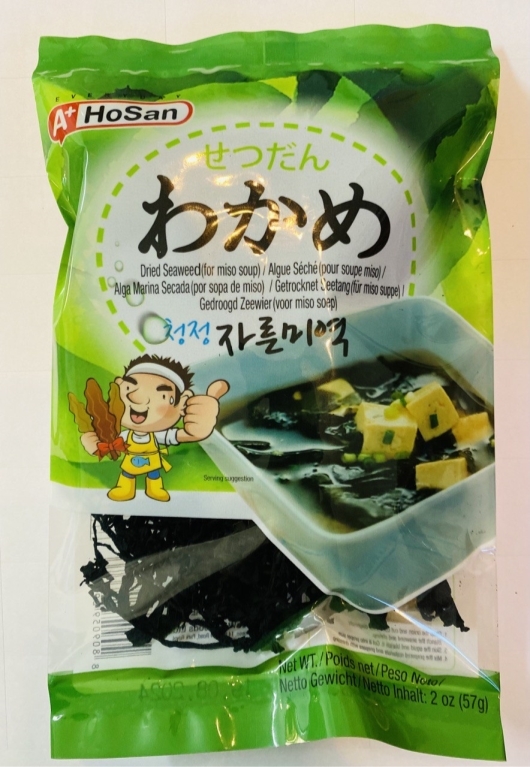 EVERYDAY
A+ HoSan
せつだん
わかめ
Dried Seaweed (for miso soup) / Algue Séché (pour soupe miso) /
Alga Marina Secada (por sopa de miso) / Getrocknet Seetang (für miso suppe) /
Gedroogd Zeewier (voor miso soap)
청정 자른미역
Serving suggestion
Net WT. / Poids net / Peso Neto /
Netto Gewicht / Netto Inhalt: 2 oz (57g)